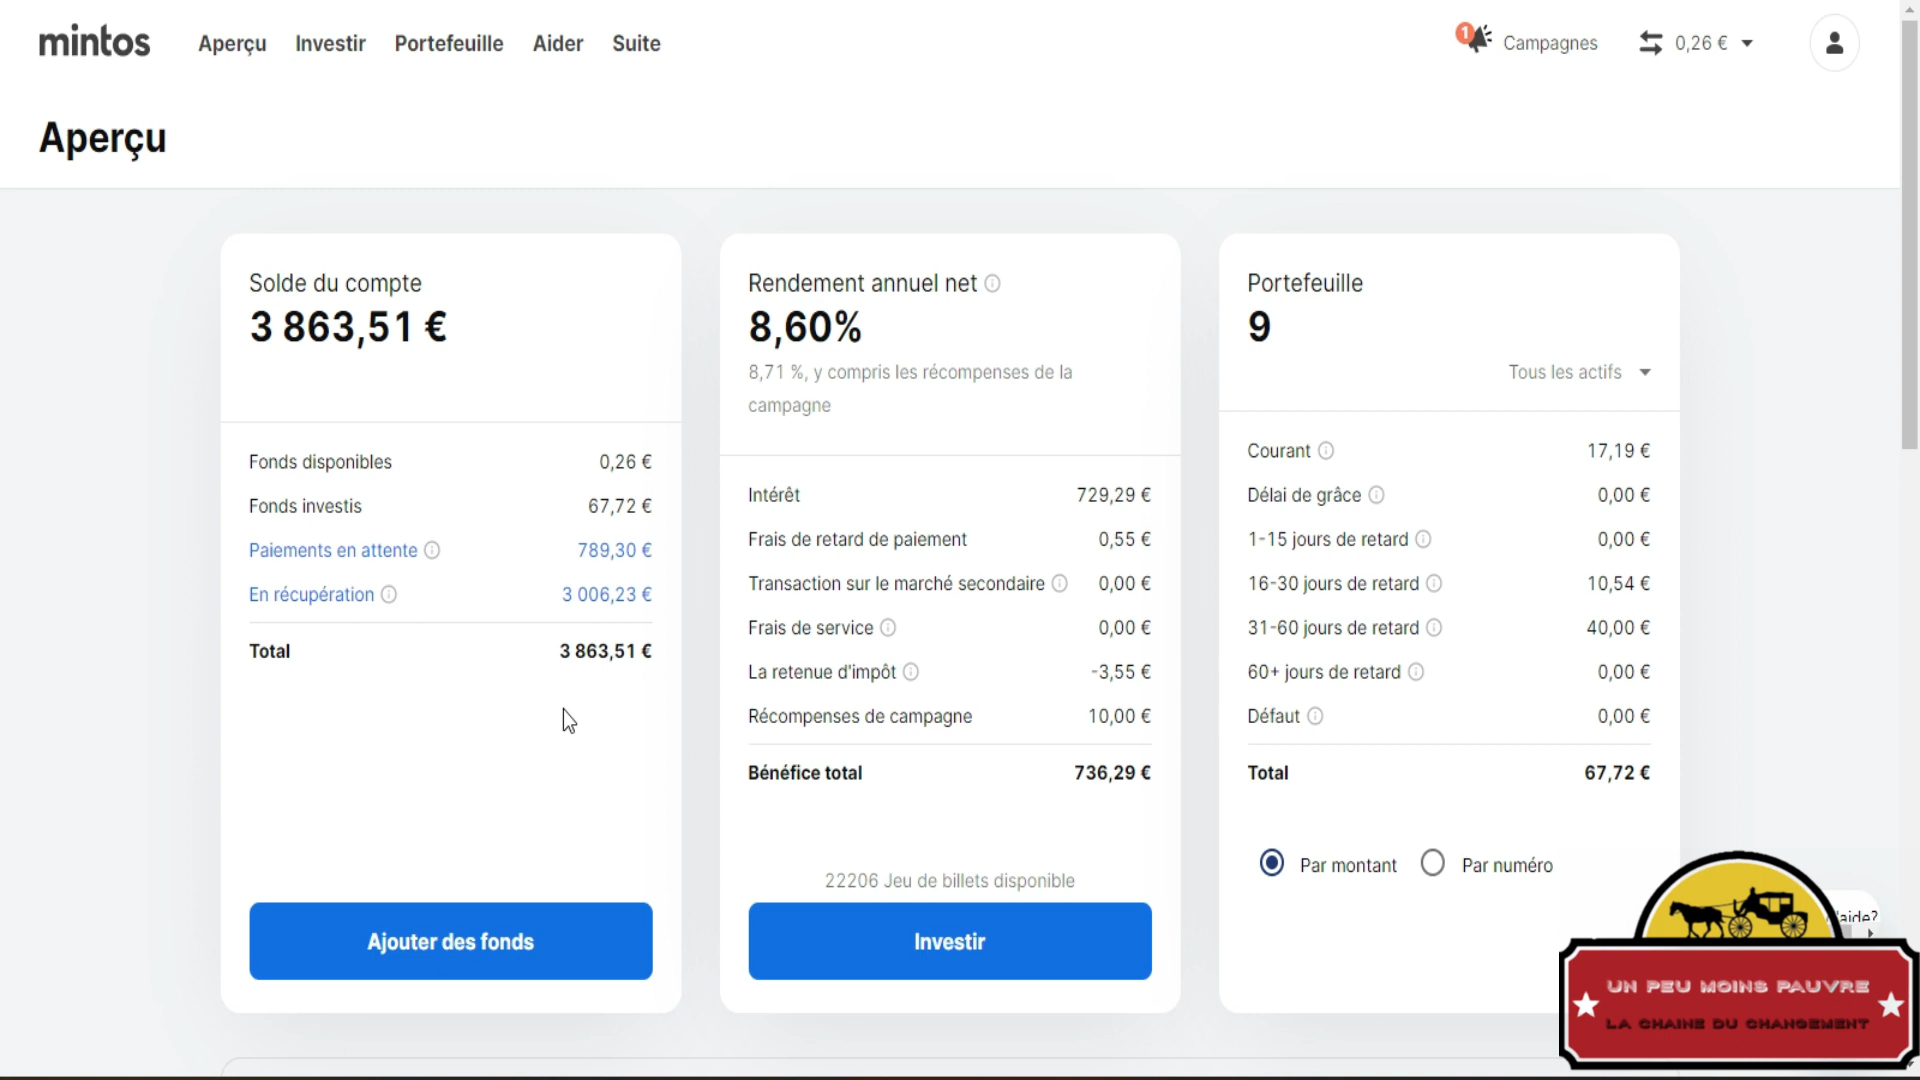 mintos Aperçu Investir Portefeuille Aider Suite 1 Campagnes 0,26 €
Aperçu
Solde du compte
3 863,51 €
Fonds disponibles 0,26 €
Fonds investis 67,72 €
Paiements en attente 789,30 €
En récupération 3 006,23 €
Total 3 863,51 €
Ajouter des fonds
Rendement annuel net
8,60%
8,71 %, y compris les récompenses de la
campagne
Intérêt 729,29 €
Frais de retard de paiement 0,55 €
Transaction sur le marché secondaire 0,00 €
Frais de service 0,00 €
La retenue d'impôt -3,55 €
Récompenses de campagne 10,00 €
Bénéfice total 736,29 €
22206 Jeu de billets disponible
Investir
Portefeuille
9
Tous les actifs
Courant 17,19 €
Délai de grâce 0,00 €
1-15 jours de retard 0,00 €
16-30 jours de retard 10,54 €
31-60 jours de retard 40,00 €
60+ jours de retard 0,00 €
Défaut 0,00 €
Total 67,72 €
Par montant Par numéro
UN PEU MOINS PAUVRE
LA CHAINE DU CHANGEMENT